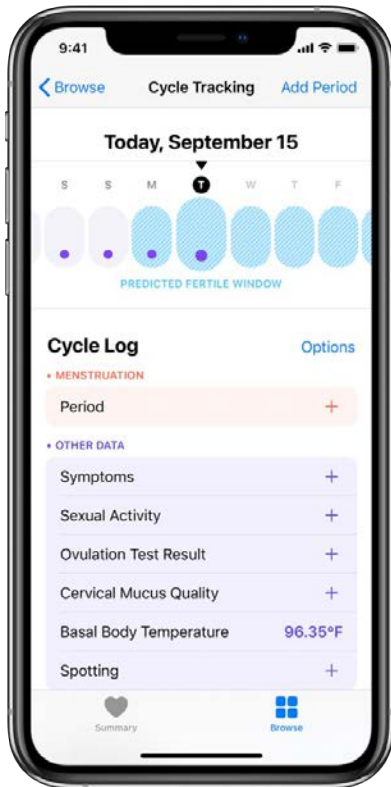 9:41
Browse Cycle Tracking Add Period
Today, September 15
S S M T W T F
PREDICTED FERTILE WINDOW
Cycle Log Options
• MENSTRUATION
Period +
• OTHER DATA
Symptoms +
Sexual Activity +
Ovulation Test Result +
Cervical Mucus Quality +
Basal Body Temperature 96.35°F
Spotting +
Summary Browse